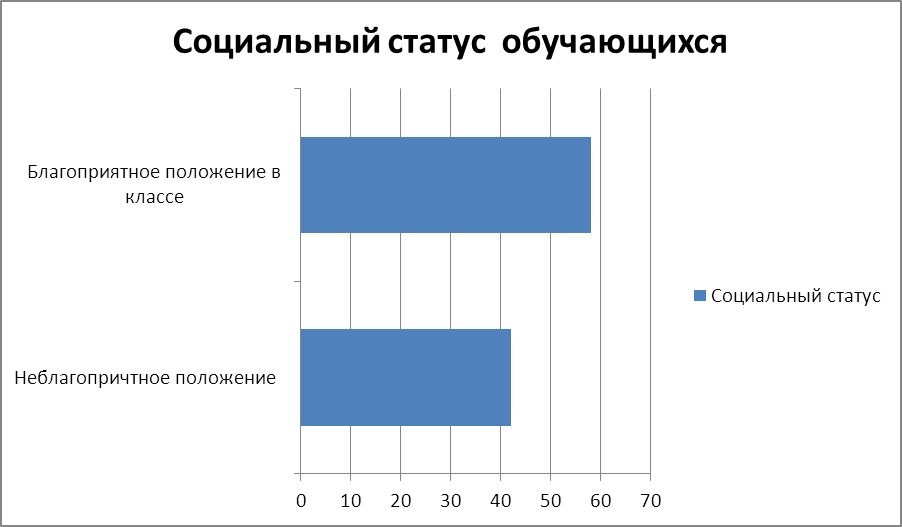 Социальный статус обучающихся
Благоприятное положение в
классе
Неблагопричтное положение
Социальный статус
0 10 20 30 40 50 60 70